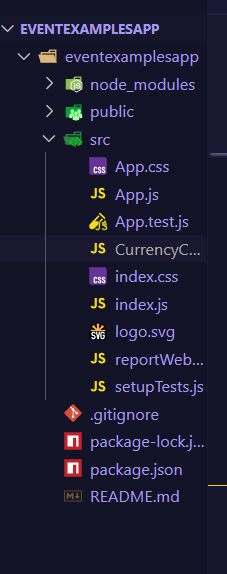 EVENTEXAMPLESAPP
eventexamplesapp
node_modules
public
src
App.css
App.js
App.test.js
CurrencyC...
index.css
index.js
logo.svg
reportWeb...
setupTests.js
.gitignore
package-lock.j...
package.json
README.md